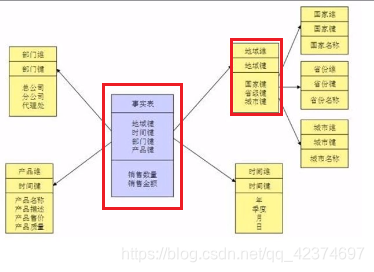 部门维
部门键
总公司
分公司
代理处
产品维
时间键
产品名称
产品描述
产品售价
产品质量
事实表
地域键
时间键
部门键
产品键
销售数量
销售金额
地域维
地域键
国家键
省级键
城市键
时间维
时间键
年
季度
月
日
国家维
国家键
国家名称
省份维
省份键
省份名称
城市维
城市键
城市名称
https://blog.csdn.net/qq_42374697